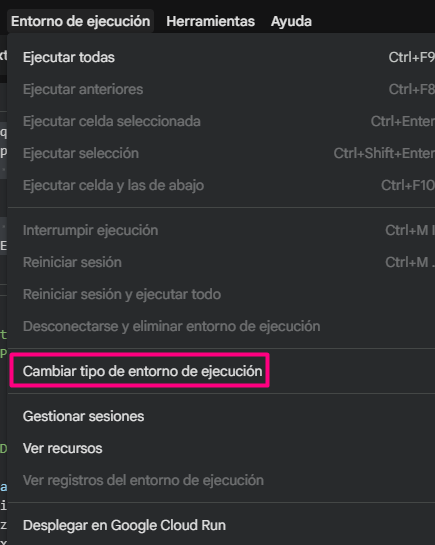 Entorno de ejecución Herramientas Ayuda
Ejecutar todas Ctrl+F9
Ejecutar anteriores Ctrl+F8
Ejecutar celda seleccionada Ctrl+Enter
Ejecutar selección Ctrl+Shift+Enter
Ejecutar celda y las de abajo Ctrl+F10
Interrumpir ejecución Ctrl+M I
Reiniciar sesión Ctrl+M .
Reiniciar sesión y ejecutar todo
Desconectarse y eliminar entorno de ejecución
Cambiar tipo de entorno de ejecución
Gestionar sesiones
Ver recursos
Ver registros del entorno de ejecución
Desplegar en Google Cloud Run